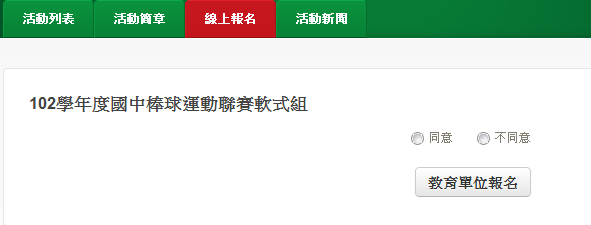 活動列表 活動簡章 線上報名 活動新聞
102學年度國中棒球運動聯賽軟式組
同意 不同意
教育單位報名